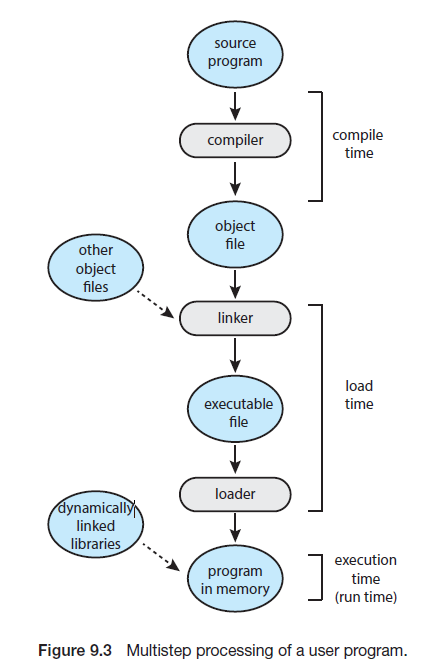 source
program
compiler
compile
time
object
file
other
object
files
linker
load
time
executable
file
loader
dynamically
linked
libraries
program
in memory
execution
time
(run time)
Figure 9.3 Multistep processing of a user program.